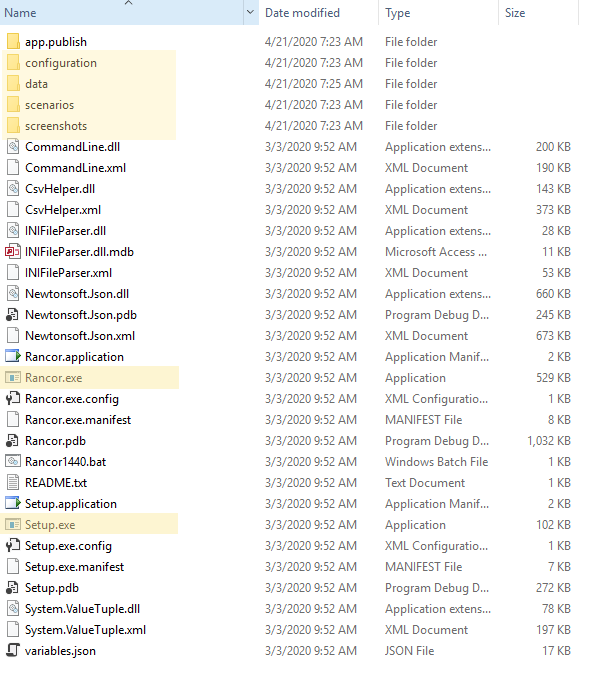 Name Date modified Type Size
app.publish 4/21/2020 7:23 AM File folder
configuration 4/21/2020 7:23 AM File folder
data 4/21/2020 7:25 AM File folder
scenarios 4/21/2020 7:23 AM File folder
screenshots 4/21/2020 7:23 AM File folder
CommandLine.dll 3/3/2020 9:52 AM Application extens... 200 KB
CommandLine.xml 3/3/2020 9:52 AM XML Document 190 KB
CsvHelper.dll 3/3/2020 9:52 AM Application extens... 143 KB
CsvHelper.xml 3/3/2020 9:52 AM XML Document 373 KB
INIFileParser.dll 3/3/2020 9:52 AM Application extens... 28 KB
INIFileParser.dll.mdb 3/3/2020 9:52 AM Microsoft Access ... 11 KB
INIFileParser.xml 3/3/2020 9:52 AM XML Document 53 KB
Newtonsoft.Json.dll 3/3/2020 9:52 AM Application extens... 660 KB
Newtonsoft.Json.pdb 3/3/2020 9:52 AM Program Debug D... 245 KB
Newtonsoft.Json.xml 3/3/2020 9:52 AM XML Document 673 KB
Rancor.application 3/3/2020 9:52 AM Application Manif... 2 KB
Rancor.exe 3/3/2020 9:52 AM Application 529 KB
Rancor.exe.config 3/3/2020 9:52 AM XML Configuratio... 1 KB
Rancor.exe.manifest 3/3/2020 9:52 AM MANIFEST File 8 KB
Rancor.pdb 3/3/2020 9:52 AM Program Debug D... 1,032 KB
Rancor1440.bat 3/3/2020 9:52 AM Windows Batch File 1 KB
README.txt 3/3/2020 9:52 AM Text Document 1 KB
Setup.application 3/3/2020 9:52 AM Application Manif... 2 KB
Setup.exe 3/3/2020 9:52 AM Application 102 KB
Setup.exe.config 3/3/2020 9:52 AM XML Configuratio... 1 KB
Setup.exe.manifest 3/3/2020 9:52 AM MANIFEST File 7 KB
Setup.pdb 3/3/2020 9:52 AM Program Debug D... 272 KB
System.ValueTuple.dll 3/3/2020 9:52 AM Application extens... 78 KB
System.ValueTuple.xml 3/3/2020 9:52 AM XML Document 197 KB
variables.json 3/3/2020 9:52 AM JSON File 17 KB